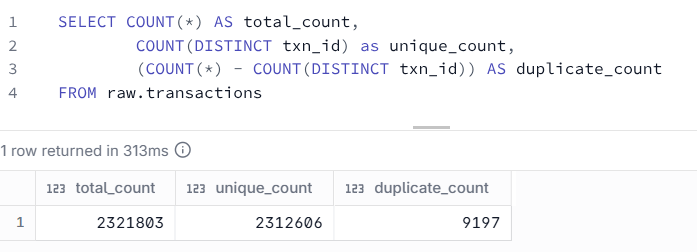 1 SELECT COUNT(*) AS total_count,
2 COUNT(DISTINCT txn_id) as unique_count,
3 (COUNT(*) - COUNT(DISTINCT txn_id)) AS duplicate_count
4 FROM raw.transactions
1 row returned in 313ms
123 total_count 123 unique_count 123 duplicate_count
1 2321803 2312606 9197